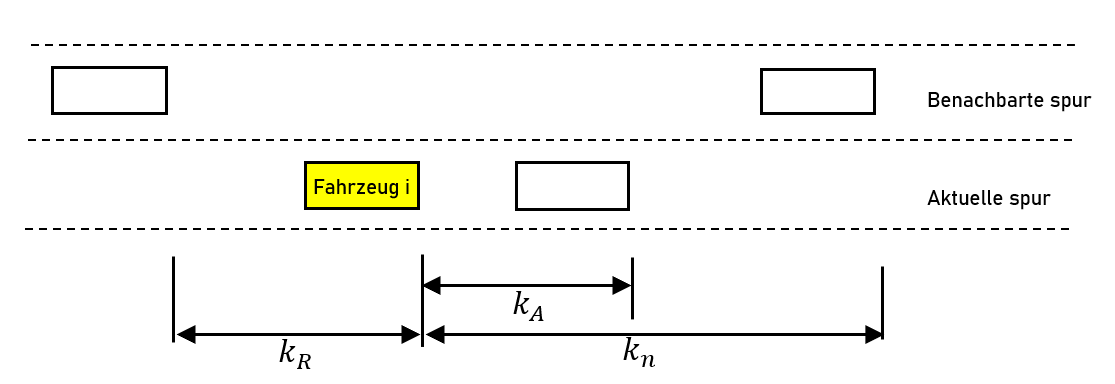 Benachbarte spur
Fahrzeug i
Aktuelle spur
k_A
k_R
k_n